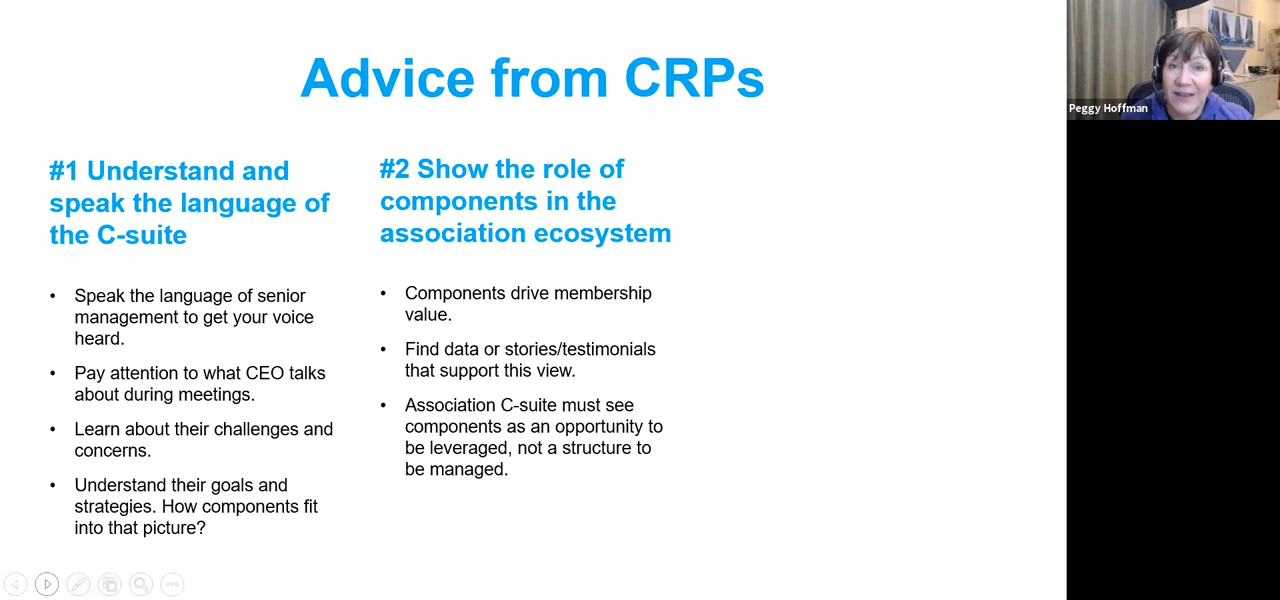 Advice from CRPs
#1 Understand and
speak the language of
the C-suite
• Speak the language of senior
management to get your voice
heard.
• Pay attention to what CEO talks
about during meetings.
• Learn about their challenges and
concerns.
• Understand their goals and
strategies. How components fit
into that picture?
#2 Show the role of
components in the
association ecosystem
• Components drive membership
value.
• Find data or stories/testimonials
that support this view.
• Association C-suite must see
components as an opportunity to
be leveraged, not a structure to
be managed.
Peggy Hoffman